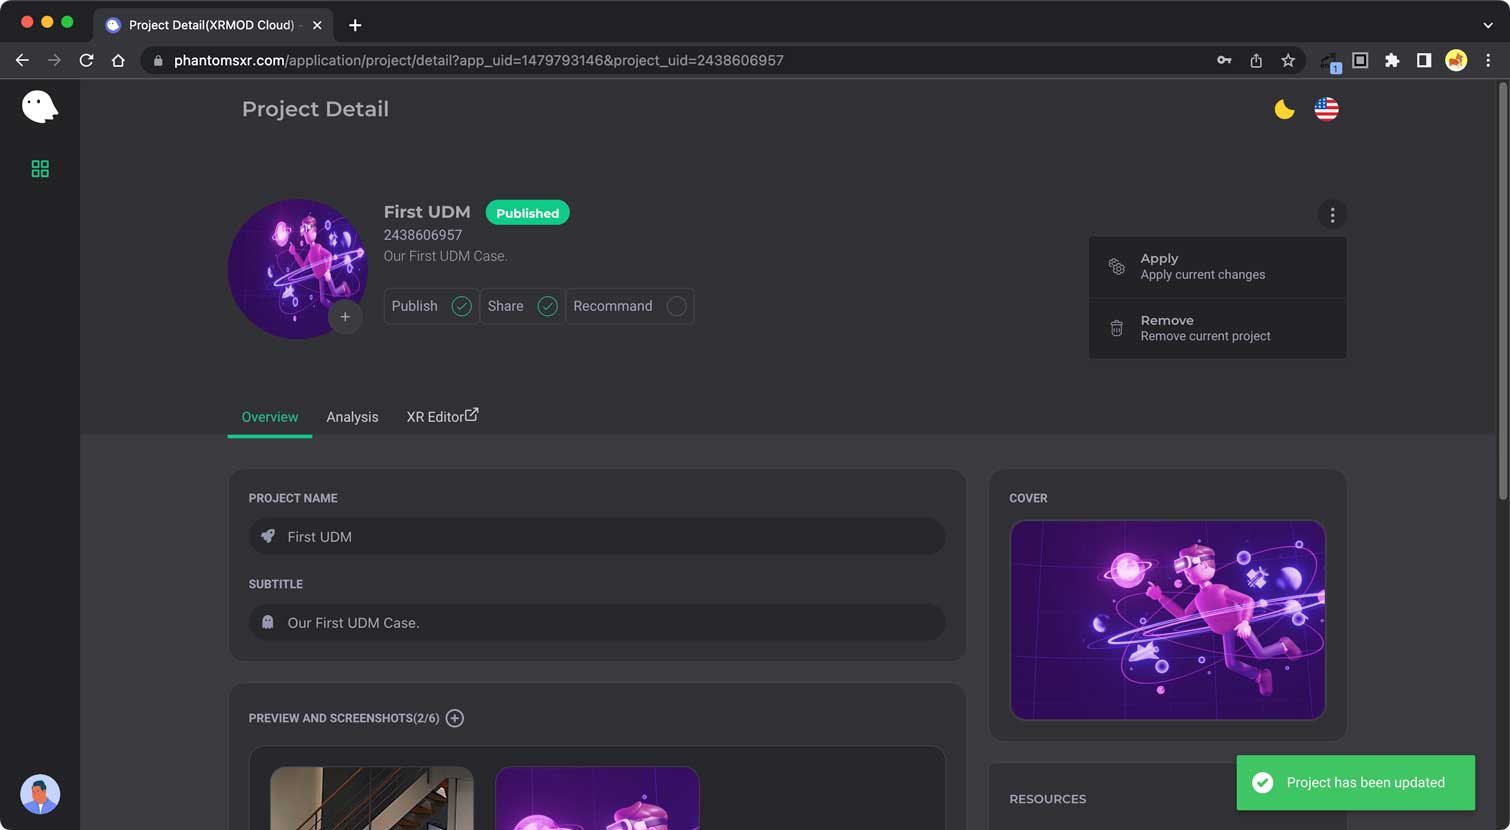 Project Detail(XRMOD Cloud) -
phantomsxr.com/application/project/detail?app_uid=1479793146&project_uid=2438606957
1
Project Detail
First UDM
Published
2438606957
Our First UDM Case.
Publish
Share
Recommand
Apply
Apply current changes
Remove
Remove current project
Overview
Analysis
XR Editor
PROJECT NAME
First UDM
SUBTITLE
Our First UDM Case.
COVER
PREVIEW AND SCREENSHOTS(2/6)
RESOURCES
Project has been updated